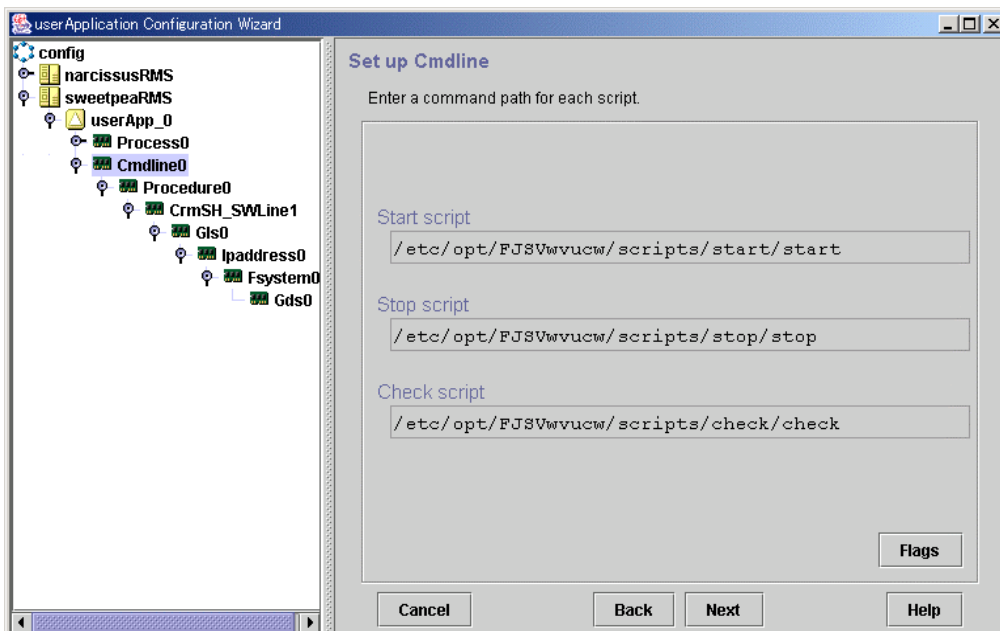 userApplication Configuration Wizard
config
narcissusRMS
sweetpeaRMS
userApp_0
Process0
Cmdline0
Procedure0
CrmSH_SWLine1
Gls0
Ipaddress0
Fsystem0
Gds0
Set up Cmdline
Enter a command path for each script.
Start script
/etc/opt/FJSVwvucw/scripts/start/start
Stop script
/etc/opt/FJSVwvucw/scripts/stop/stop
Check script
/etc/opt/FJSVwvucw/scripts/check/check
Flags
Cancel
Back
Next
Help